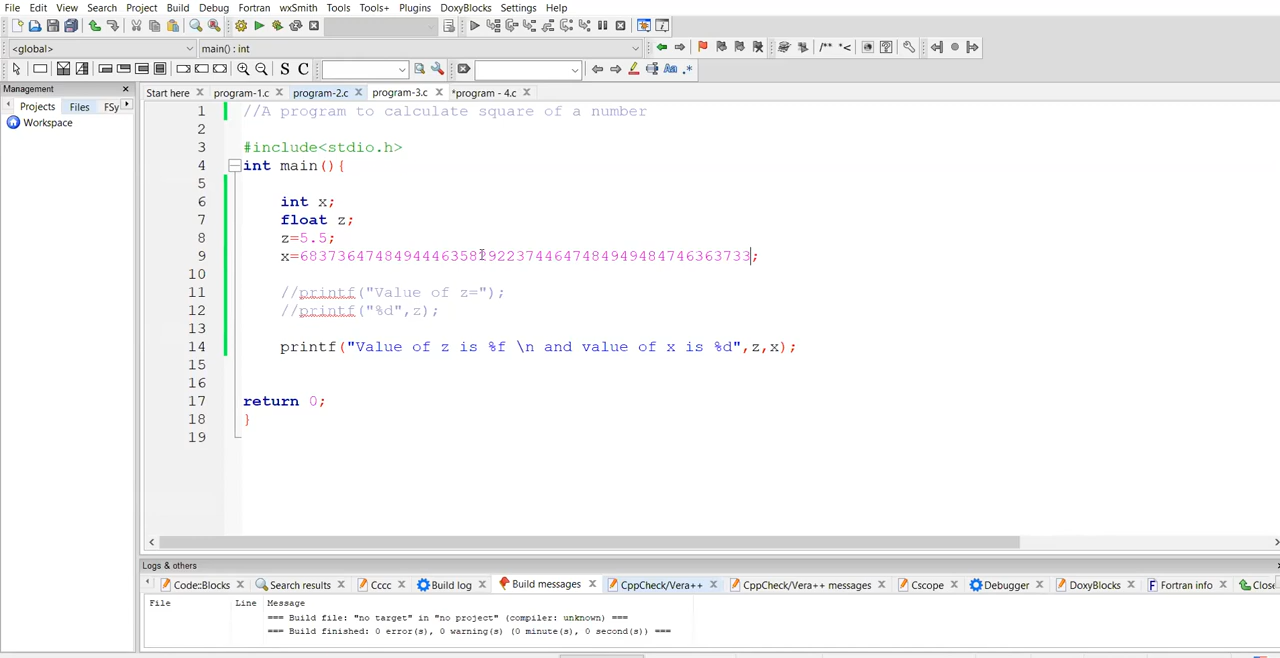 File Edit View Search Project Build Debug Fortran wxSmith Tools Tools+ Plugins DoxyBlocks Settings Help
<global> main() : int
/** *<
S C Aa .*
Management
Projects Files FSy
Workspace
Start here program-1.c program-2.c program-3.c *program - 4.c
1 //A program to calculate square of a number
2
3 #include<stdio.h>
4 int main(){
5
6 int x;
7 float z;
8 z=5.5;
9 x=6837364748494446358292237446474849494847463637 33;
10
11 //printf("Value of z=");
12 //printf("%d",z);
13
14 printf("Value of z is %f \n and value of x is %d",z,x);
15
16
17 return 0;
18 }
19
Logs & others
Code::Blocks Search results Cccc Build log Build messages CppCheck/Vera++ CppCheck/Vera++ messages Cscope Debugger DoxyBlocks Fortran info Close
File Line Message
=== Build file: "no target" in "no project" (compiler: unknown) ===
=== Build finished: 0 error(s), 0 warning(s) (0 minute(s), 0 second(s)) ===